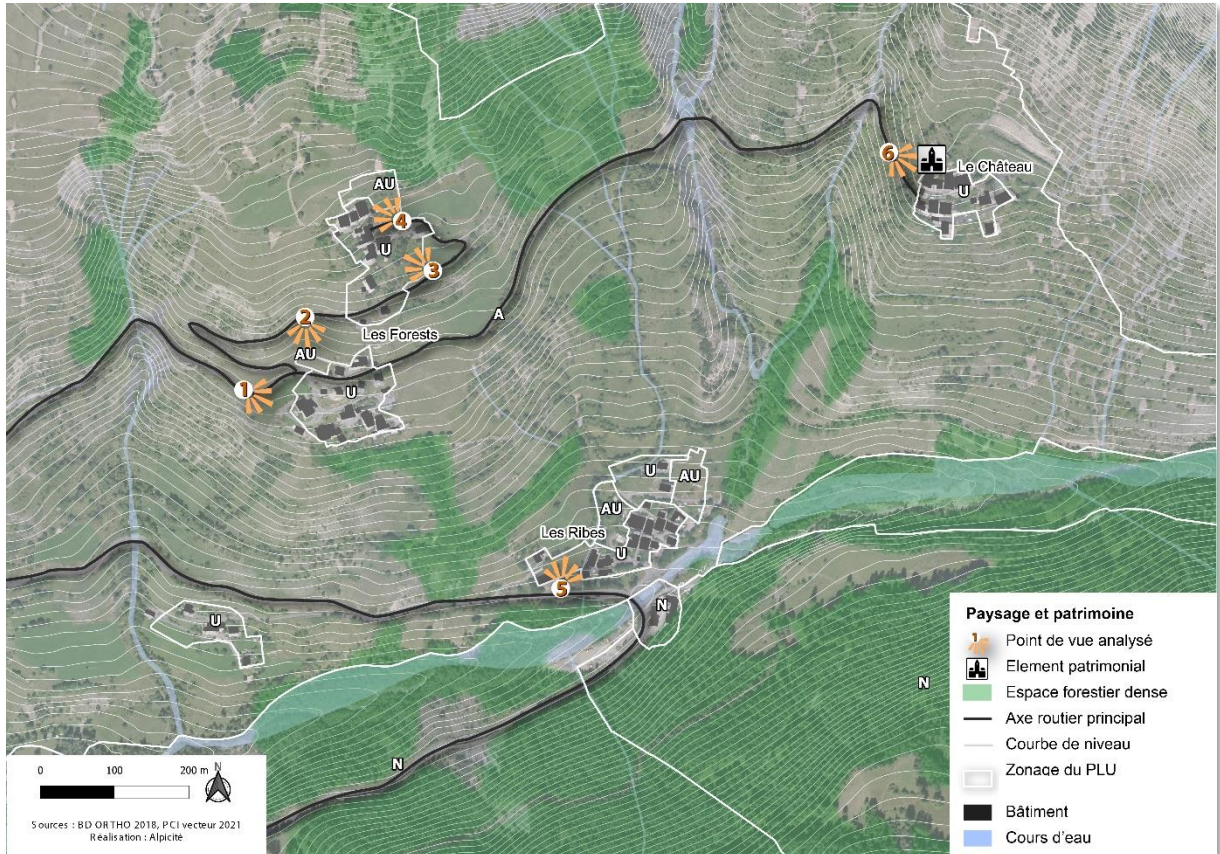 6
Le Château
U
AU
4
U
3
2
Les Forests
A
AU
1
U
U
AU
AU
Les Ribes
U
5
N
U
N
N
Paysage et patrimoine
1
Point de vue analysé
Element patrimonial
Espace forestier dense
Axe routier principal
Courbe de niveau
Zonage du PLU
Bâtiment
Cours d'eau
0 100 200 m N
Sources : BD ORTHO 2018, PCI vecteur 2021
Réalisation : Alpicité